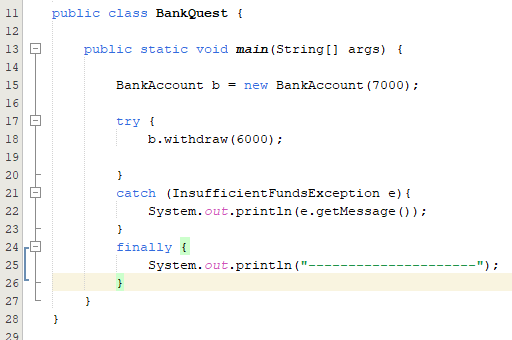 11 public class BankQuest {
12
13 public static void main(String[] args) {
14
15 BankAccount b = new BankAccount(7000);
16
17 try {
18 b.withdraw(6000);
19
20 }
21 catch (InsufficientFundsException e){
22 System.out.println(e.getMessage());
23 }
24 finally {
25 System.out.println("---------------------");
26 }
27 }
28 }
29